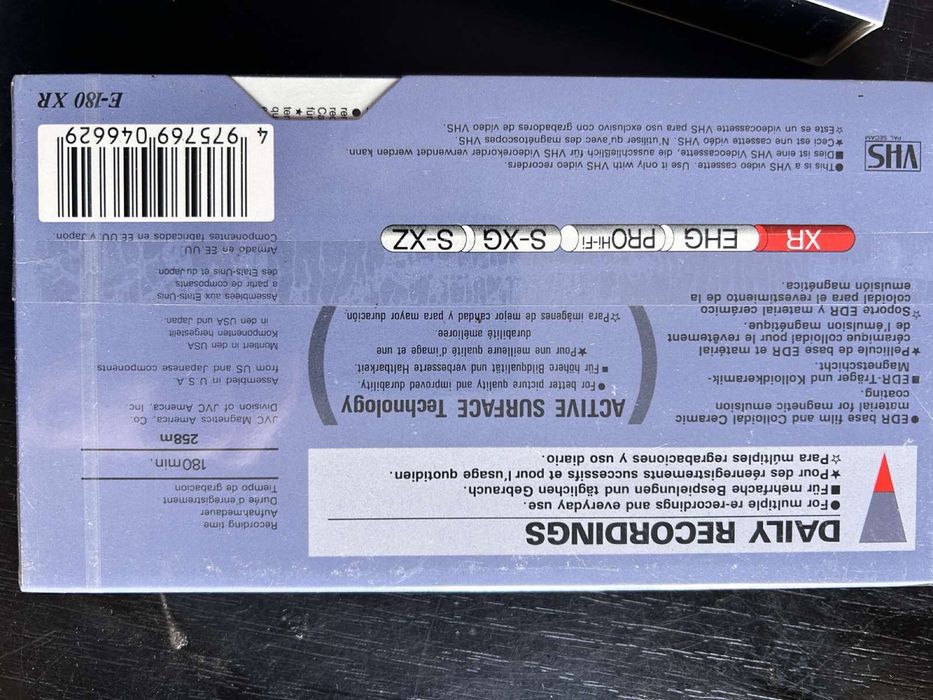 DAILY RECORDINGS
● For multiple re-recordings and everyday use.
■ Für mehrfache Bespielungen und täglichen Gebrauch.
★ Pour des réenregistrements successifs et pour l'usage quotidien.
☆ Para múltiples regrabaciones y uso diario.
Recording time
Aufnahmedauer
Durée d'enregistrement
Tiempo de grabacion
180min.
258m
JVC Magnetics America, Co.
Division of JVC America, Inc.
Assembled in U.S.A.
from US and Japanese components
Montiert in den USA
Komponenten hergestellt
in den USA und Japan.
Assemblées aux Etats-Unis
a partir de composants
des Etats-Unis et du Japon
Armado en EE.UU.
Componentes fabricados en EE.UU. y Japon
● EDR base film and Colloidal Ceramic
material for magnetic emulsion
coating.
■ EDR-Träger und Kolloidkeramik-
Magnetschicht.
★ Pellicule de base EDR et matérial
céramique colloidal pour le revêtement
de l'émulsion magnétique.
☆ Soporte EDR y material cerámico
coloidal para el revestimiento de la
emulsión magnética.
ACTIVE SURFACE Technology
● For better picture quality and improved durability.
■ Für höhere Bildqualität und verbesserte Haltbarkeit.
★ Pour une meilleure qualité d'image et une
durabilité améliorée
☆ Para imágenes de mejor calidad y para mayor duración.
XR EHG PRO Hi-Fi S-XG S-XZ
VHS
PAL SECAM
● This a is a VHS video cassette. Use it only with VHS video recorders.
■ Dies ist eine VHS Videocassette, die ausschließlich für VHS Videorekorder verwendet werden kann.
★ Ceci est une cassette vidéo VHS. N'utiliser qu'avec des magnétoscopes VHS.
☆ Este es un videocassette VHS para uso exclusivo con grabadores de video VHS.
4 975769 046629
E-180 XR